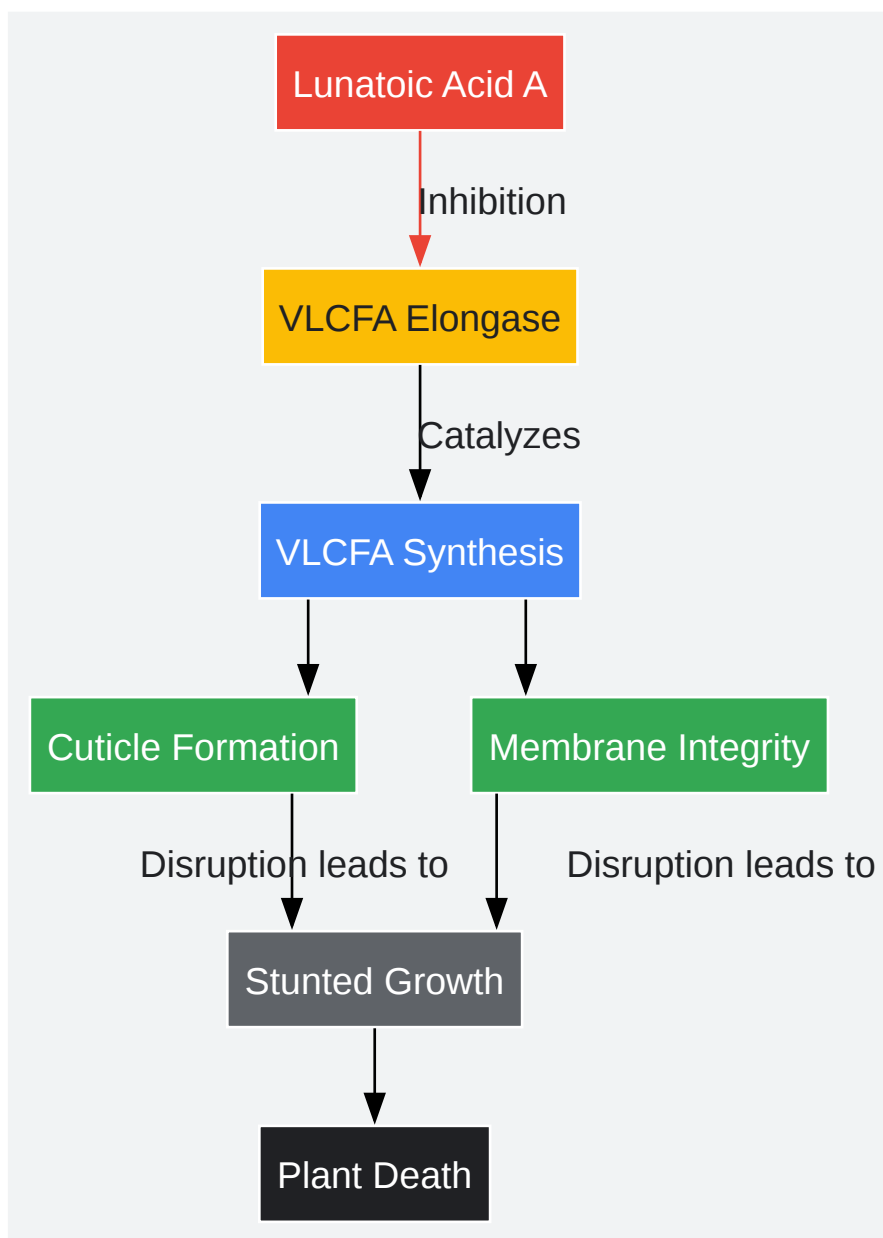 Lunatoic Acid A
Inhibition
VLCFA Elongase
Catalyzes
VLCFA Synthesis
Cuticle Formation
Membrane Integrity
Disruption leads to
Disruption leads to
Stunted Growth
Plant Death